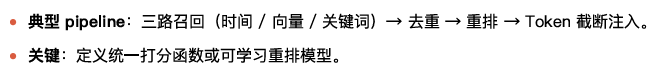 • 典型 pipeline：三路召回（时间 / 向量 / 关键词）→ 去重 → 重排 → Token 截断注入。
• 关键：定义统一打分函数或可学习重排模型。